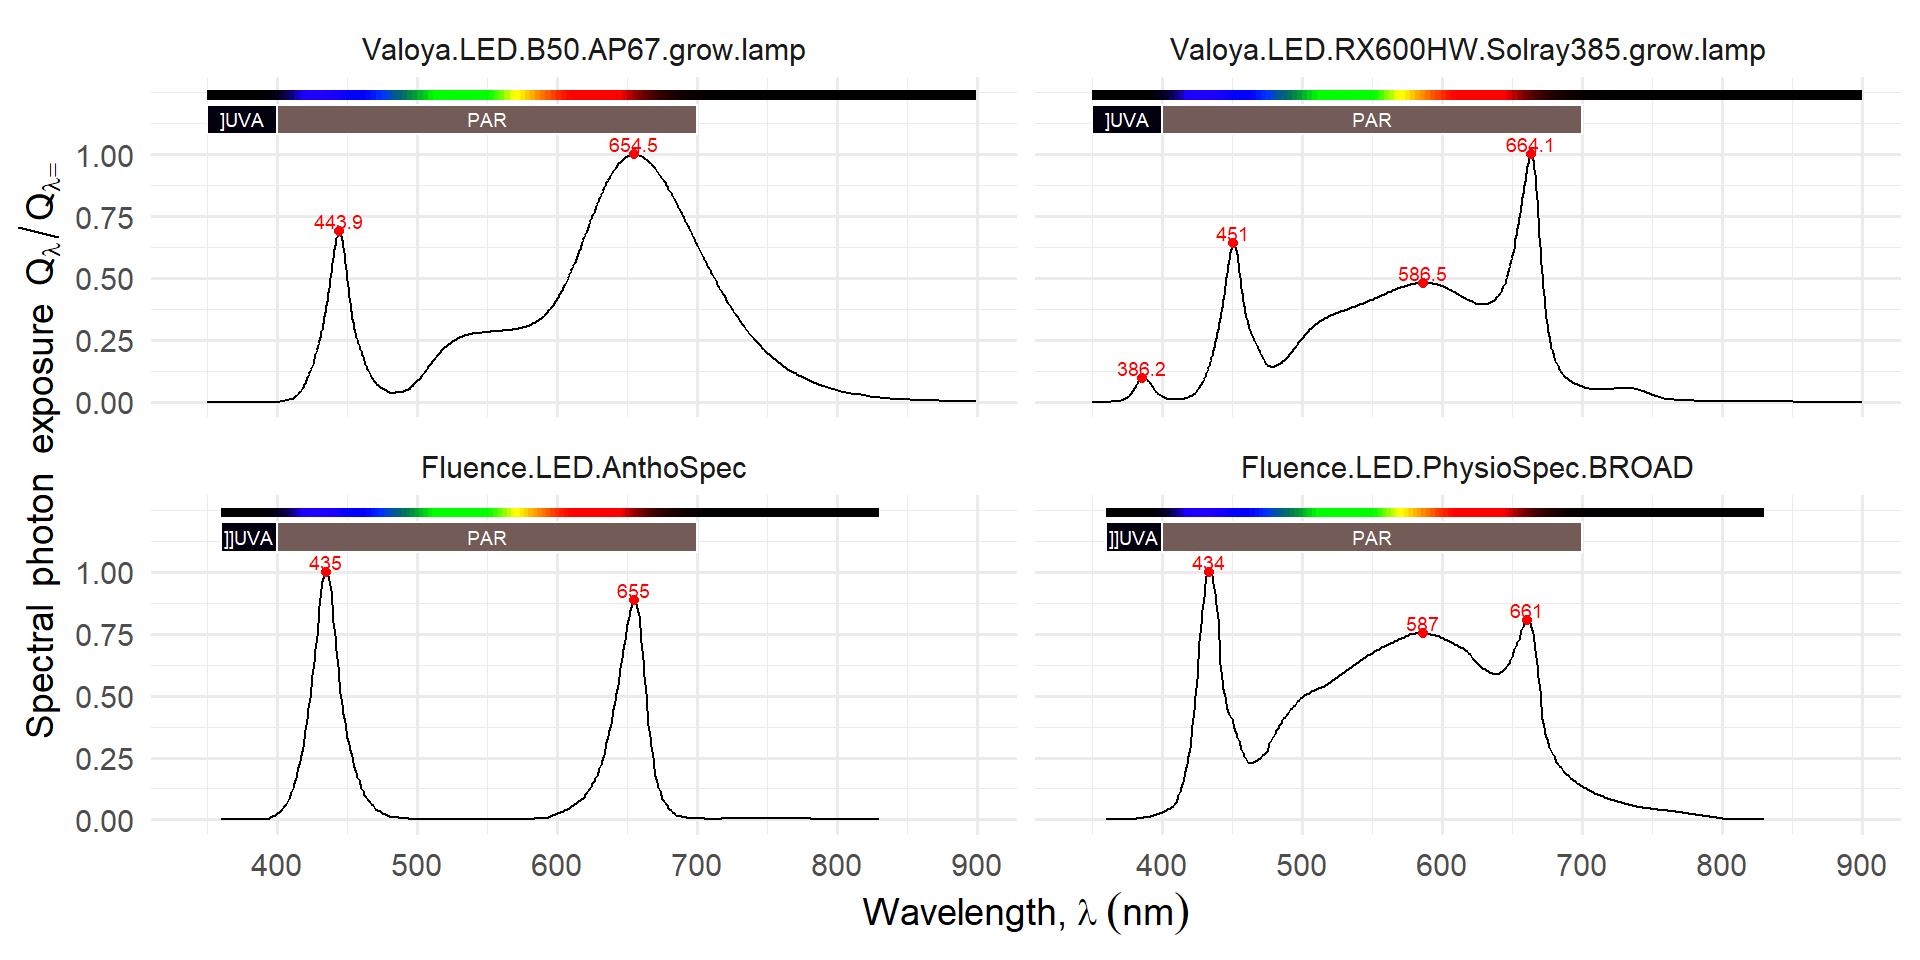 Valoya.LED.B50.AP67.grow.lamp
Valoya.LED.RX600HW.Solray385.grow.lamp
]UVA
PAR
]UVA
PAR
654.5
443.9
664.1
451
586.5
386.2
1.00
0.75
0.50
0.25
0.00
Spectral photon exposure Qλ / Qλ=
Fluence.LED.AnthoSpec
Fluence.LED.PhysioSpec.BROAD
]]UVA
PAR
]]UVA
PAR
435
655
434
587
661
1.00
0.75
0.50
0.25
0.00
400 500 600 700 800 900
400 500 600 700 800 900
Wavelength, λ (nm)